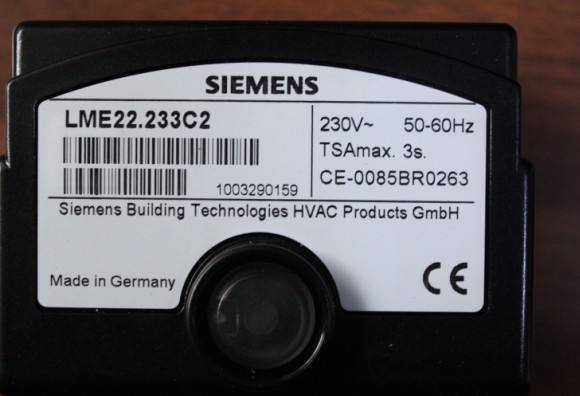 SIEMENS
LME22.233C2
230V~ 50-60Hz
TSAmax. 3s.
CE-0085BR0263
1003290159
Siemens Building Technologies HVAC Products GmbH
Made in Germany
CE